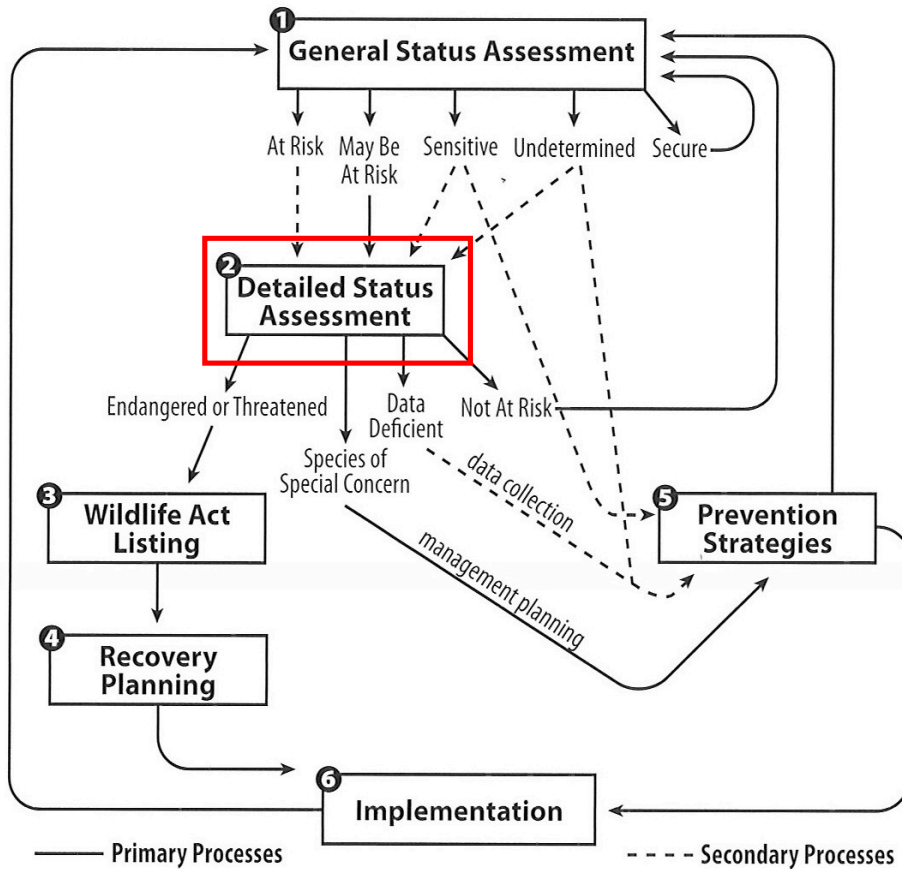 1
General Status Assessment
At Risk
May Be
At Risk
Sensitive
Undetermined
Secure
2
Detailed Status
Assessment
Endangered or Threatened
Species of
Special Concern
Data
Deficient
Not At Risk
data collection
management planning
3
Wildlife Act
Listing
5
Prevention
Strategies
4
Recovery
Planning
6
Implementation
Primary Processes
Secondary Processes